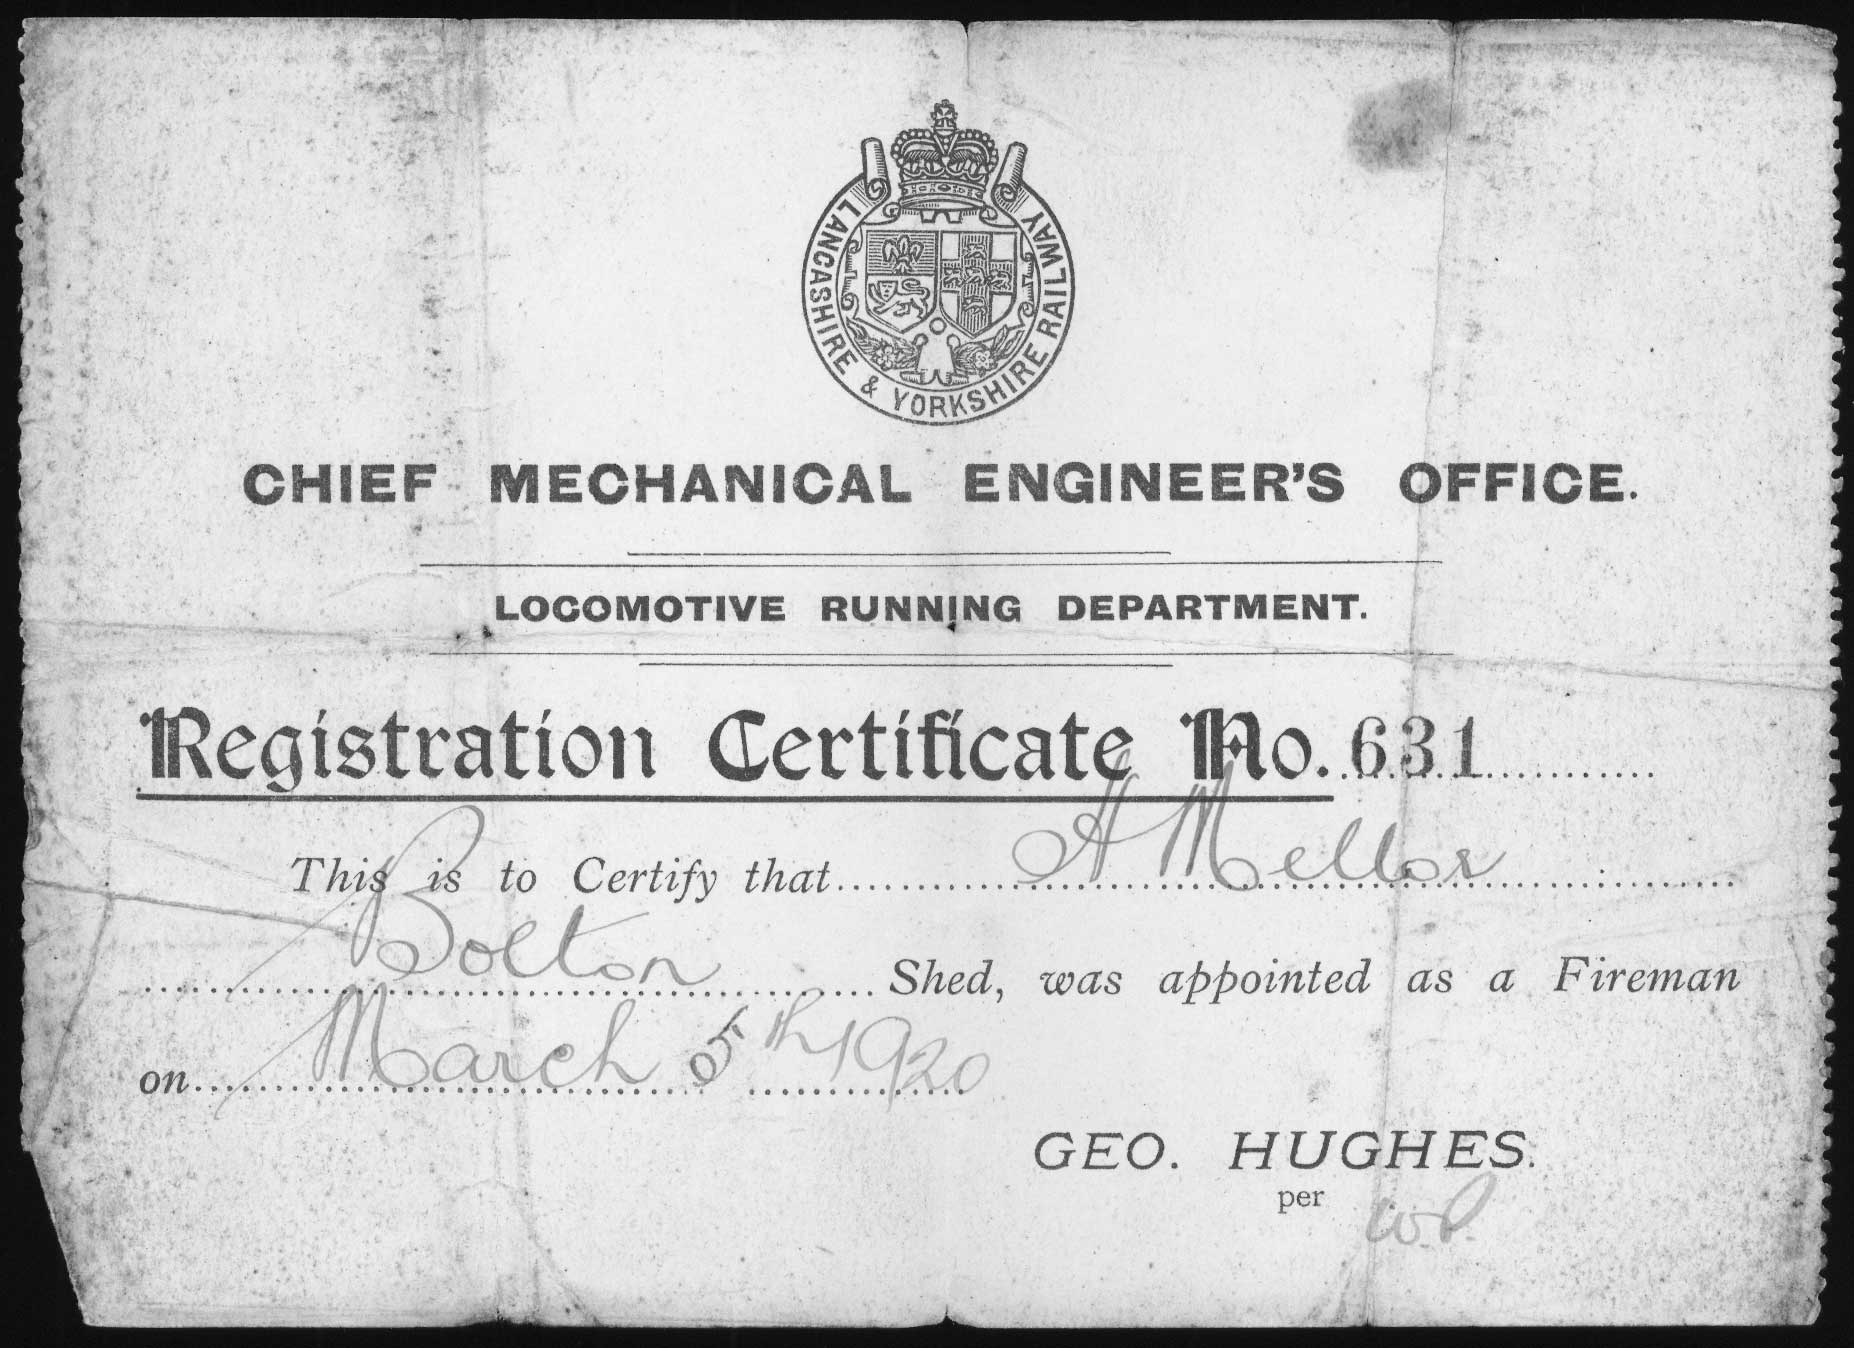 LANCASHIRE & YORKSHIRE RAILWAY
CHIEF MECHANICAL ENGINEER'S OFFICE.
LOCOMOTIVE RUNNING DEPARTMENT.
Registration Certificate No. 631
This is to Certify that A Mellor
Bolton Shed, was appointed as a Fireman
on March 5th 1920
GEO. HUGHES.
per W.P.